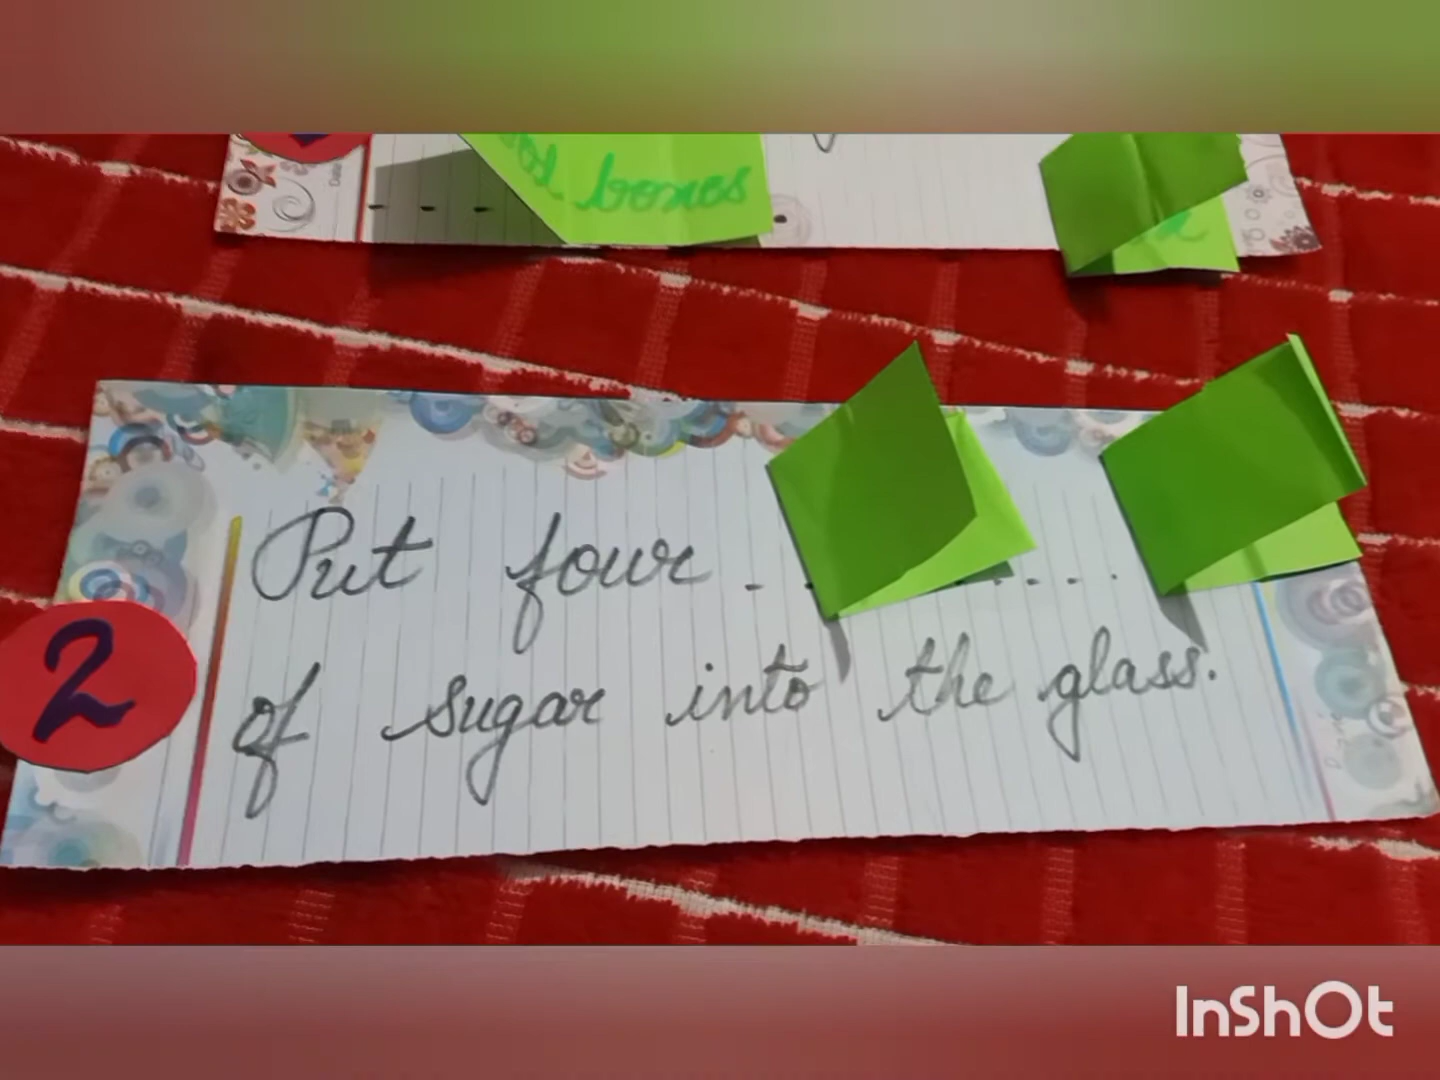 boxes
Put four - . . . . . .
of sugar into the glass.
2
InShOt